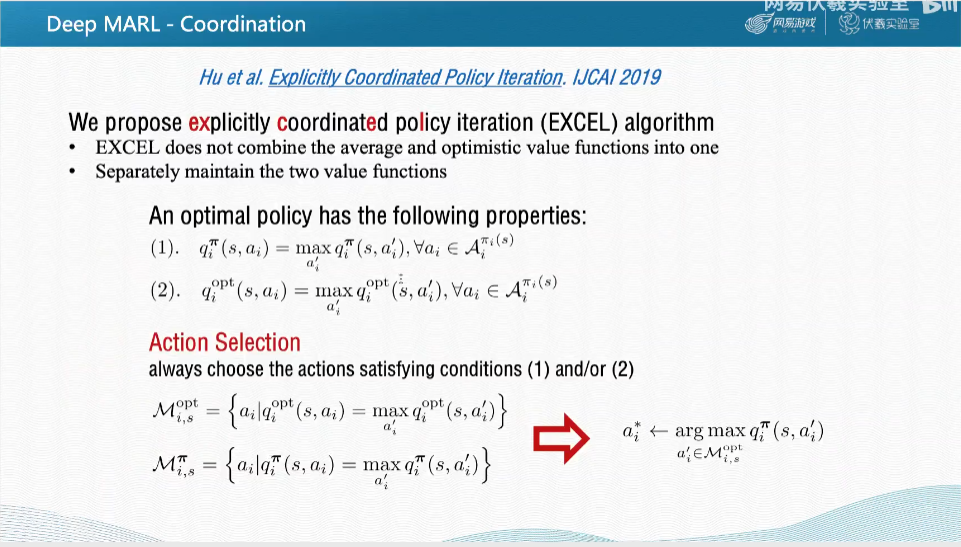 网易伏羲实验室
Deep MARL - Coordination
网易游戏
伏羲实验室
Hu et al. Explicitly Coordinated Policy Iteration. IJCAI 2019
We propose explicitly coordinated policy iteration (EXCEL) algorithm
• EXCEL does not combine the average and optimistic value functions into one
• Separately maintain the two value functions
An optimal policy has the following properties:
(1). $q_i^{\boldsymbol{\pi}}(s, a_i) = \max_{a_i'} q_i^{\boldsymbol{\pi}}(s, a_i'), \forall a_i \in \mathcal{A}_i^{\pi_i(s)}$
(2). $q_i^{\text{opt}}(s, a_i) = \max_{a_i'} q_i^{\text{opt}}(s, a_i'), \forall a_i \in \mathcal{A}_i^{\pi_i(s)}$
Action Selection
always choose the actions satisfying conditions (1) and/or (2)
$\mathcal{M}_{i,s}^{\text{opt}} = \left\{ a_i | q_i^{\text{opt}}(s, a_i) = \max_{a_i'} q_i^{\text{opt}}(s, a_i') \right\}$
$\mathcal{M}_{i,s}^{\boldsymbol{\pi}} = \left\{ a_i | q_i^{\boldsymbol{\pi}}(s, a_i) = \max_{a_i'} q_i^{\boldsymbol{\pi}}(s, a_i') \right\}$
$a_i^* \leftarrow \arg\max_{a_i' \in \mathcal{M}_{i,s}^{\text{opt}}} q_i^{\boldsymbol{\pi}}(s, a_i')$